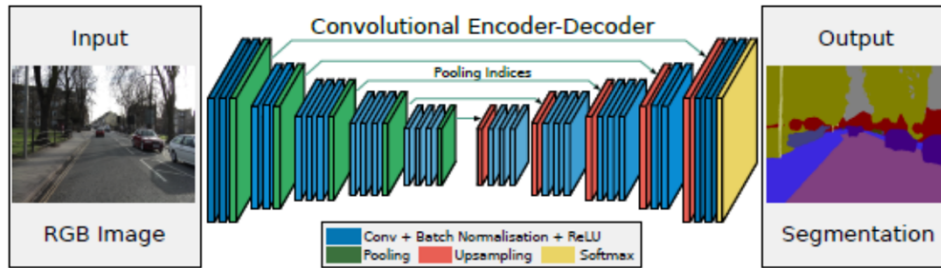 Convolutional Encoder-Decoder
Input
Output
Pooling Indices
RGB Image
Segmentation
Conv + Batch Normalisation + ReLU
Pooling
Upsampling
Softmax